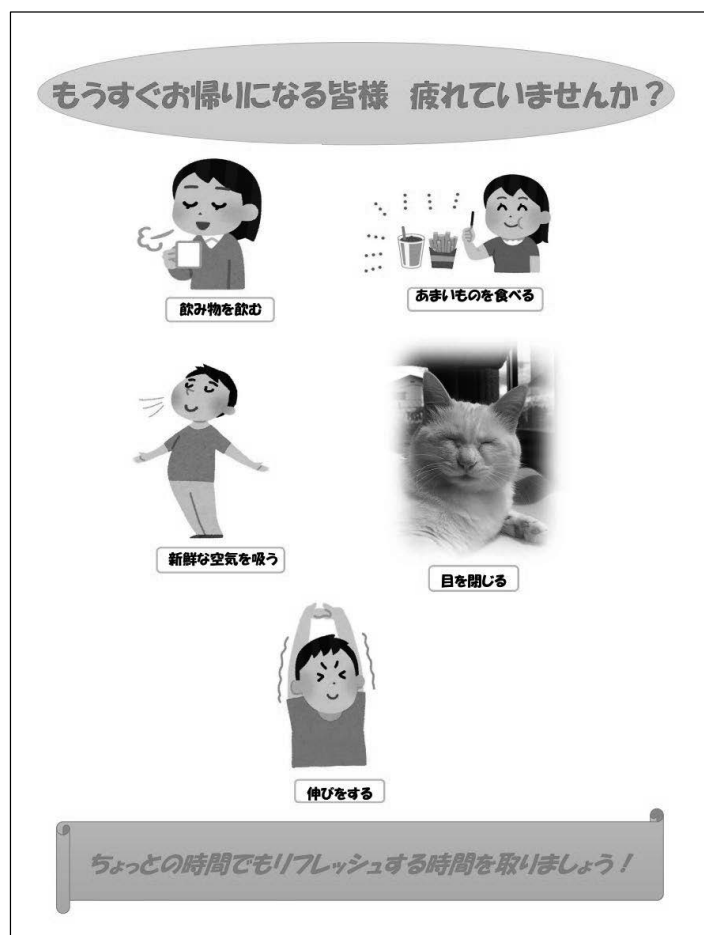 もうすぐお帰りになる皆様 疲れていませんか？
飲み物を飲む
あまいものを食べる
新鮮な空気を吸う
目を閉じる
伸びをする
ちょっとの時間でもリフレッシュする時間を取りましょう！